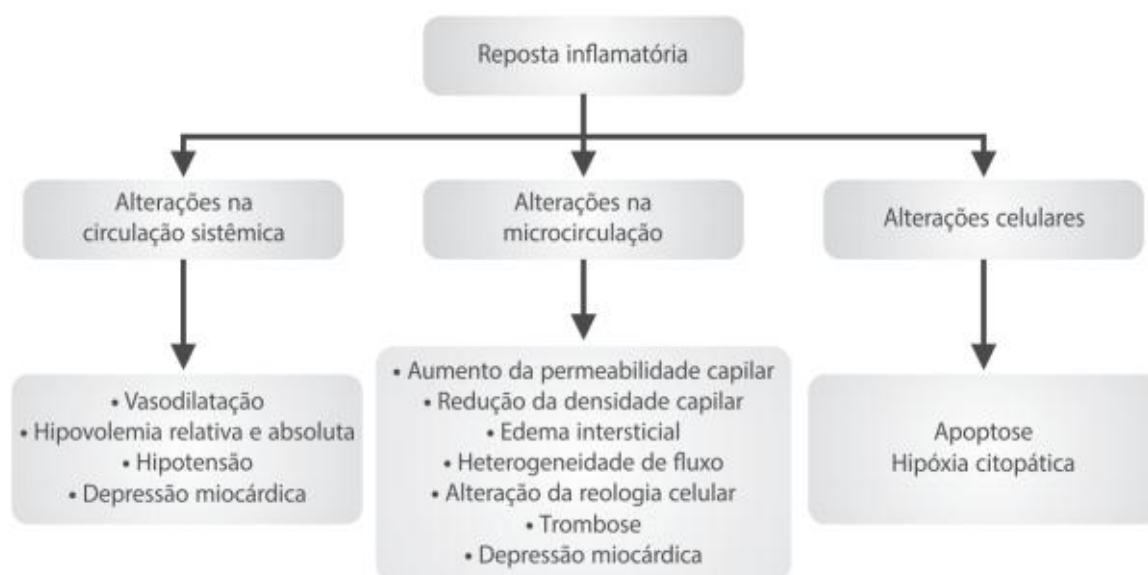 Reposta inflamatória
Alterações na
circulação sistêmica
Alterações na
microcirculação
Alterações celulares
• Vasodilatação
• Hipovolemia relativa e absoluta
• Hipotensão
• Depressão miocárdica
• Aumento da permeabilidade capilar
• Redução da densidade capilar
• Edema intersticial
• Heterogeneidade de fluxo
• Alteração da reologia celular
• Trombose
• Depressão miocárdica
Apoptose
Hipóxia citopática